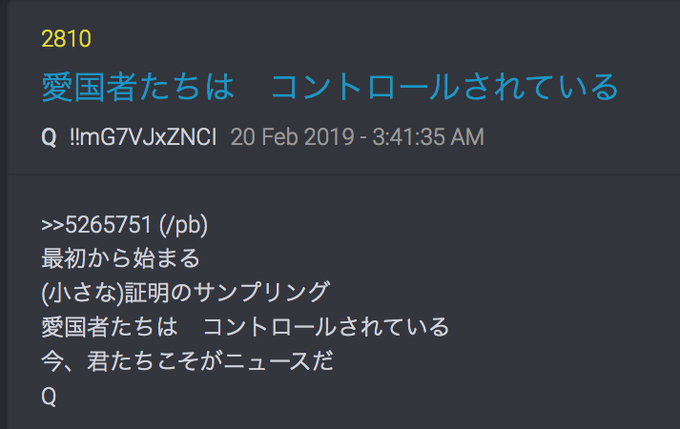 2810
愛国者たちは　コントロールされている
Q !!mG7VJxZNCI 20 Feb 2019 - 3:41:35 AM
>>5265751 (/pb)
最初から始まる
(小さな)証明のサンプリング
愛国者たちは　コントロールされている
今、君たちこそがニュースだ
Q